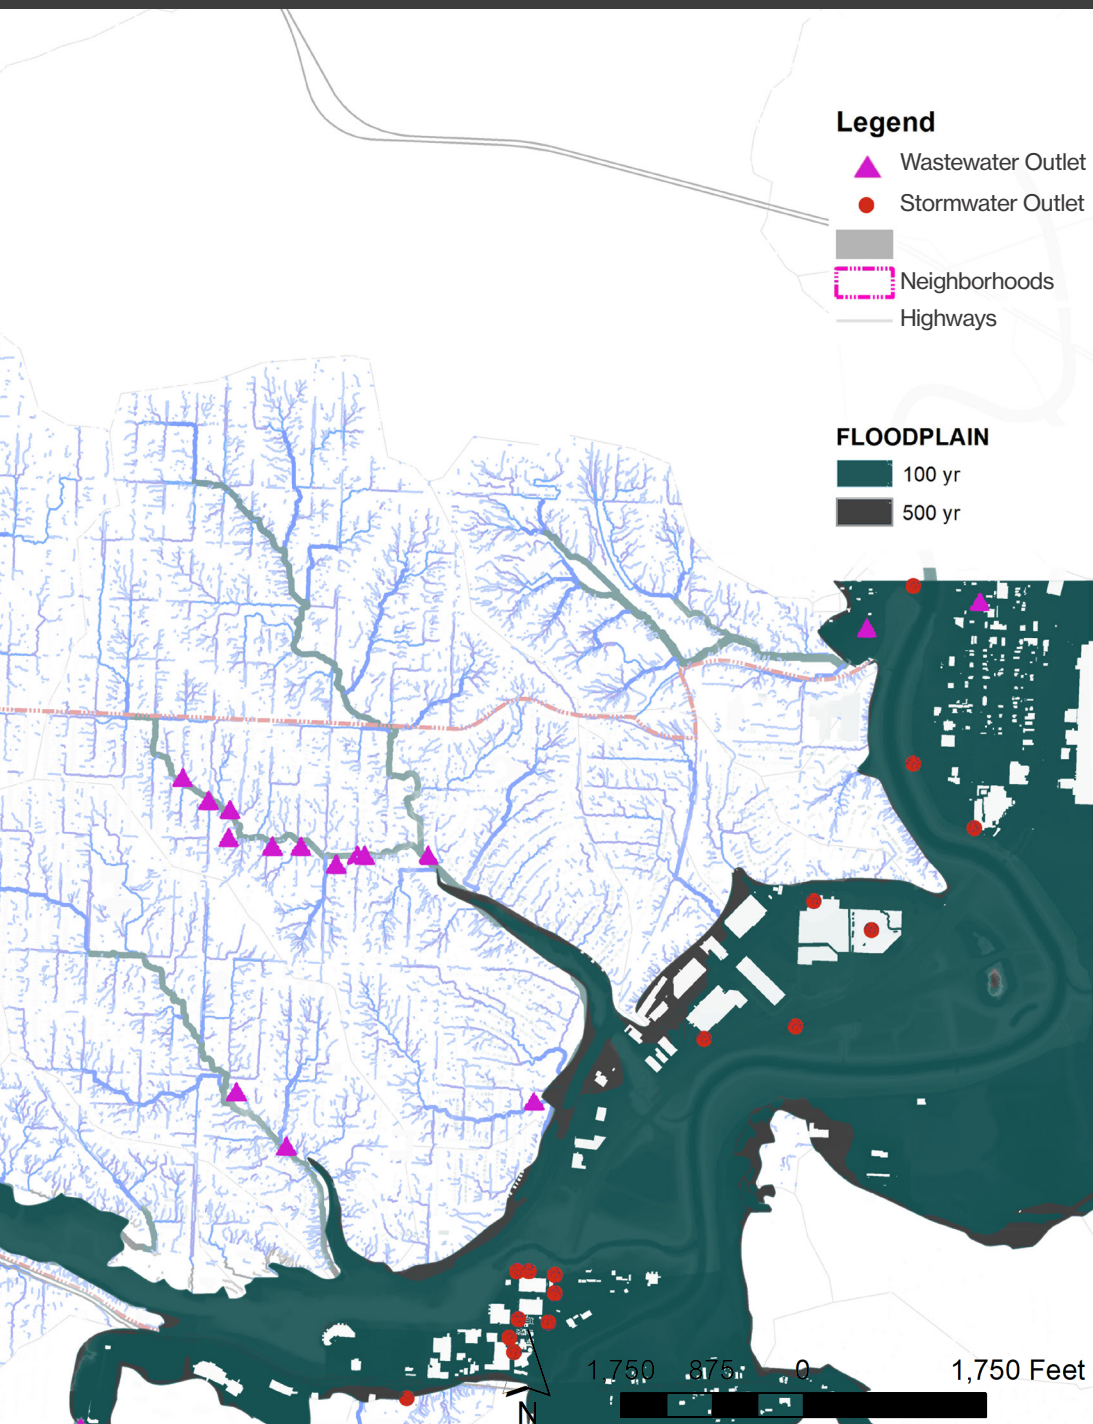 Legend
Wastewater Outlet
Stormwater Outlet
Neighborhoods
Highways
FLOODPLAIN
100 yr
500 yr
1,750 875 0 1,750 Feet
N